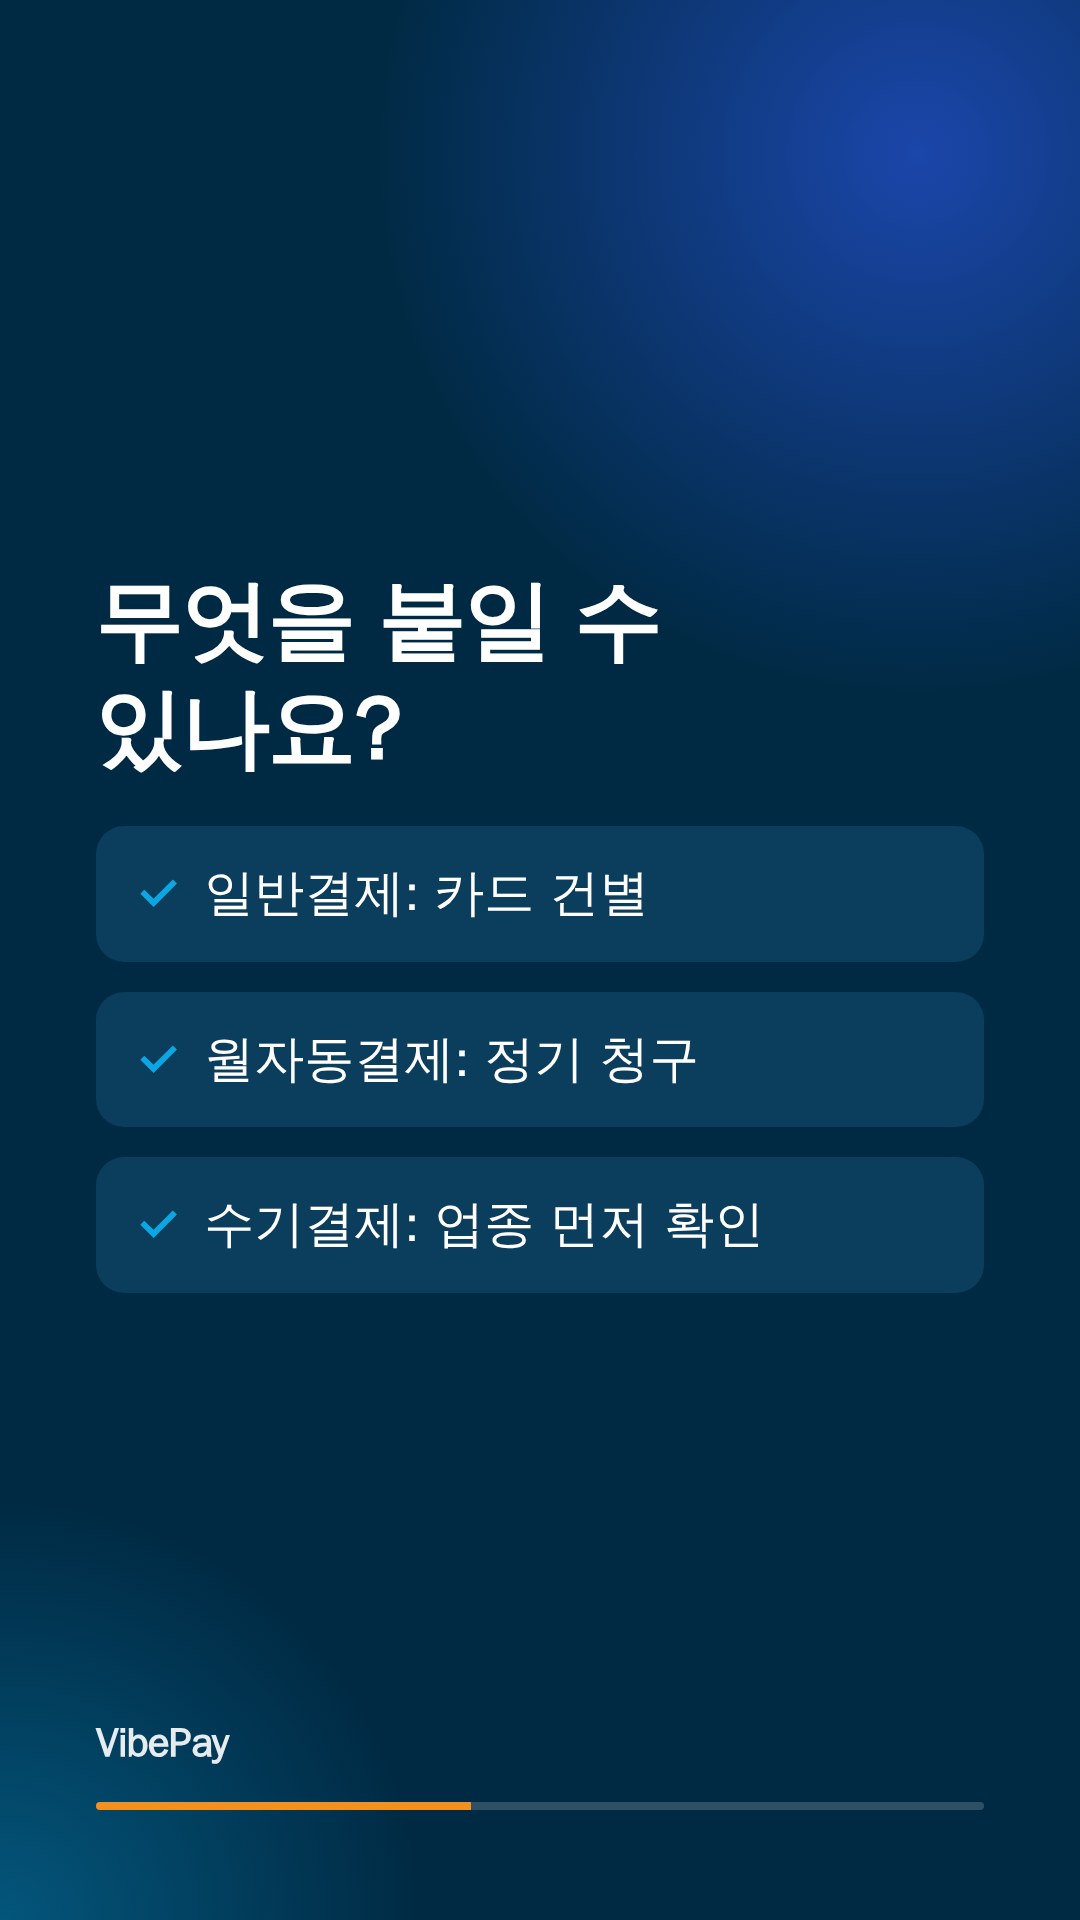 무엇을 붙일 수
있나요?
일반결제: 카드 건별
월자동결제: 정기 청구
수기결제: 업종 먼저 확인
VibePay